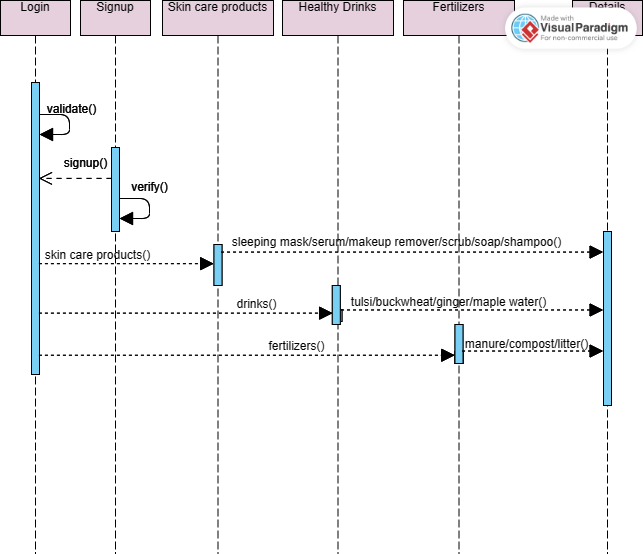 Login
Signup
Skin care products
Healthy Drinks
Fertilizers
Details
Made with
VisualParadigm
For non-commercial use
validate()
signup()
verify()
sleeping mask/serum/makeup remover/scrub/soap/shampoo()
skin care products()
tulsi/buckwheat/ginger/maple water()
drinks()
manure/compost/litter()
fertilizers()